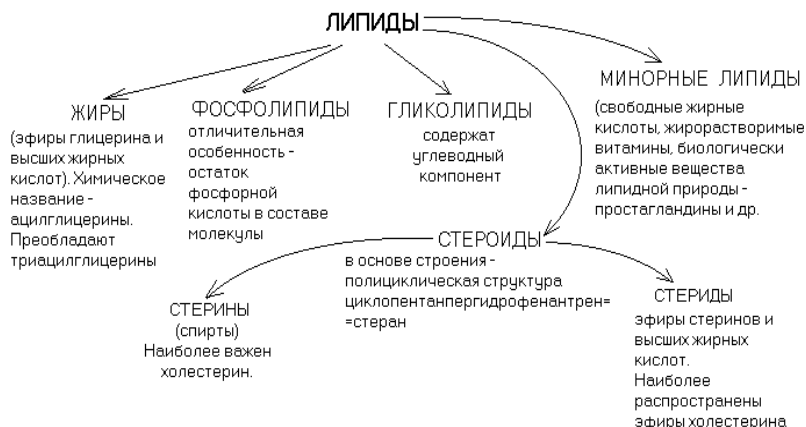 ЛИПИДЫ
ЖИРЫ
(эфиры глицерина и
высших жирных
кислот). Химическое
название -
ацилглицерины.
Преобладают
триацилглицерины
ФОСФОЛИПИДЫ
отличительная
особенность -
остаток
фосфорной
кислоты в составе
молекулы
ГЛИКОЛИПИДЫ
содержат
углеводный
компонент
МИНОРНЫЕ ЛИПИДЫ
(свободные жирные
кислоты, жирорастворимые
витамины, биологически
активные вещества
липидной природы -
простагландины и др.
СТЕРОИДЫ
в основе строения -
полициклическая структура
циклопентанпергидрофенантрен=
=стеран
СТЕРИНЫ
(спирты)
Наиболее важен
холестерин.
СТЕРИДЫ
эфиры стеринов и
высших жирных
кислот.
Наиболее
распространены
эфиры холестерина